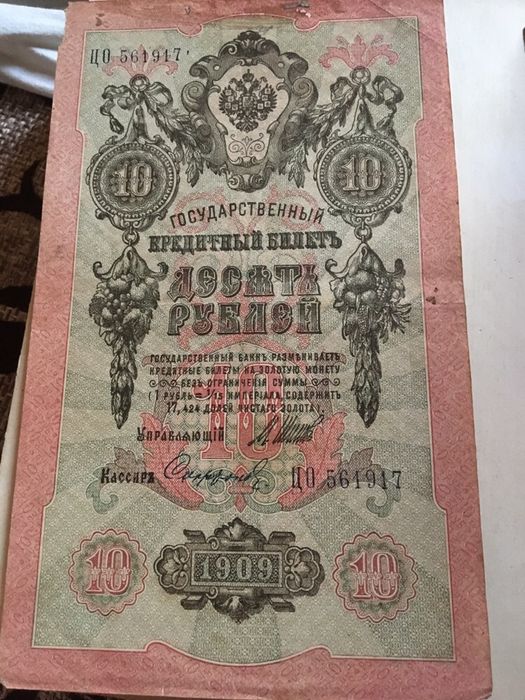 ЦО 561917
10 10
ГОСУДАРСТВЕННЫЙ
КРЕДИТНЫЙ БИЛЕТЪ
ДЕСЯТЬ
РУБЛЕЙ
ГОСУДАРСТВЕННЫЙ БАНКЪ РАЗМѢНИВАЕТЪ
КРЕДИТНЫЕ БИЛЕТЫ НА ЗОЛОТУЮ МОНЕТУ
БЕЗЪ ОГРАНИЧЕНІЯ СУММЫ
(1 РУБЛЬ = 1/15 ИМПЕРІАЛА, СОДЕРЖИТЪ
17,424 ДОЛЕЙ ЧИСТАГО ЗОЛОТА).
10
УПРАВЛЯЮЩІЙ
КАССИРЪ
ЦО 561917
10 1909 10